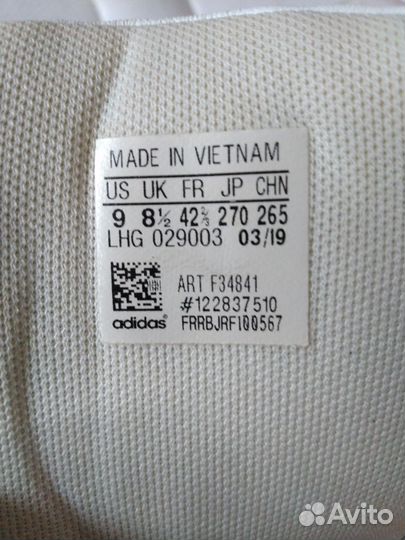 MADE IN VIETNAM
US UK FR JP CHN
9 8½ 42⅔ 270 265
LHG 029003 03/19
ART F34841
#122837510
adidas FRRBJRF100567
Avito